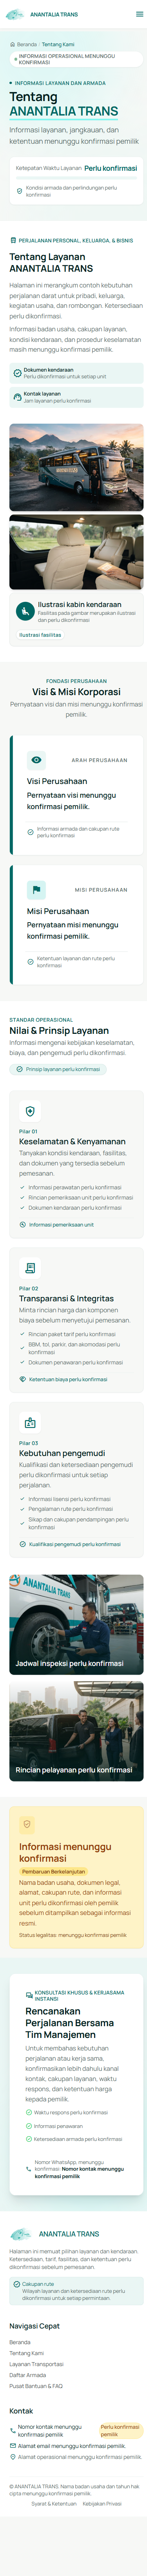 ANANTALIA TRANS
Beranda / Tentang Kami
INFORMASI OPERASIONAL MENUNGGU
KONFIRMASI
INFORMASI LAYANAN DAN ARMADA
Tentang
ANANTALIA TRANS
Informasi layanan, jangkauan, dan
ketentuan menunggu konfirmasi pemilik.
Ketepatan Waktu Layanan
Perlu konfirmasi
Kondisi armada dan perlindungan perlu
konfirmasi
PERJALANAN PERSONAL, KELUARGA, & BISNIS
Tentang Layanan
ANANTALIA TRANS
Halaman ini merangkum contoh kebutuhan
perjalanan darat untuk pribadi, keluarga,
kegiatan usaha, dan rombongan. Ketersediaan
perlu dikonfirmasi.
Informasi badan usaha, cakupan layanan,
kondisi kendaraan, dan prosedur keselamatan
masih menunggu konfirmasi pemilik.
Dokumen kendaraan
Perlu dikonfirmasi untuk setiap unit
Kontak layanan
Jam layanan perlu konfirmasi
Ilustrasi kabin kendaraan
Fasilitas pada gambar merupakan ilustrasi
dan perlu dikonfirmasi
Ilustrasi fasilitas
FONDASI PERUSAHAAN
Visi & Misi Korporasi
Pernyataan visi dan misi menunggu konfirmasi
pemilik.
ARAH PERUSAHAAN
Visi Perusahaan
Pernyataan visi menunggu
konfirmasi pemilik.
Informasi armada dan cakupan rute
perlu konfirmasi
MISI PERUSAHAAN
Misi Perusahaan
Pernyataan misi menunggu
konfirmasi pemilik.
Ketentuan layanan dan rute perlu
konfirmasi
STANDAR OPERASIONAL
Nilai & Prinsip Layanan
Informasi mengenai kebijakan keselamatan,
biaya, dan pengemudi perlu dikonfirmasi.
Prinsip layanan perlu konfirmasi
Pilar 01
Keselamatan & Kenyamanan
Tanyakan kondisi kendaraan, fasilitas,
dan dokumen yang tersedia sebelum
pemesanan.
Informasi perawatan perlu konfirmasi
Rincian pemeriksaan unit perlu konfirmasi
Dokumen kendaraan perlu konfirmasi
Informasi pemeriksaan unit
Pilar 02
Transparansi & Integritas
Minta rincian harga dan komponen
biaya sebelum menyetujui pemesanan.
Rincian paket tarif perlu konfirmasi
BBM, tol, parkir, dan akomodasi perlu
konfirmasi
Dokumen penawaran perlu konfirmasi
Ketentuan biaya perlu konfirmasi
Pilar 03
Kebutuhan pengemudi
Kualifikasi dan ketersediaan pengemudi
perlu dikonfirmasi untuk setiap
perjalanan.
Informasi lisensi perlu konfirmasi
Pengalaman rute perlu konfirmasi
Sikap dan cakupan pendampingan perlu
konfirmasi
Kualifikasi pengemudi perlu konfirmasi
ANANTALIA TRANS
Jadwal inspeksi perlu konfirmasi
Rincian pelayanan perlu konfirmasi
Informasi menunggu
konfirmasi
Pembaruan Berkelanjutan
Nama badan usaha, dokumen legal,
alamat, cakupan rute, dan informasi
unit perlu dikonfirmasi oleh pemilik
sebelum ditampilkan sebagai informasi
resmi.
Status legalitas: menunggu konfirmasi pemilik
KONSULTASI KHUSUS & KERJASAMA
INSTANSI
Rencanakan
Perjalanan Bersama
Tim Manajemen
Untuk membahas kebutuhan
perjalanan atau kerja sama,
konfirmasikan lebih dahulu kanal
kontak, cakupan layanan, waktu
respons, dan ketentuan harga
kepada pemilik.
Waktu respons perlu konfirmasi
Informasi penawaran
Ketersediaan armada perlu konfirmasi
Nomor WhatsApp, menunggu
konfirmasi: Nomor kontak menunggu
konfirmasi pemilik
ANANTALIA TRANS
Halaman ini memuat pilihan layanan dan kendaraan.
Ketersediaan, tarif, fasilitas, dan ketentuan perlu
dikonfirmasi sebelum pemesanan.
Cakupan rute
Wilayah layanan dan ketersediaan rute perlu
dikonfirmasi untuk setiap permintaan.
Navigasi Cepat
Beranda
Tentang Kami
Layanan Transportasi
Daftar Armada
Pusat Bantuan & FAQ
Kontak
Nomor kontak menunggu
konfirmasi pemilik
Perlu konfirmasi
pemilik
Alamat email menunggu konfirmasi pemilik.
Alamat operasional menunggu konfirmasi pemilik.
© ANANTALIA TRANS. Nama badan usaha dan tahun hak
cipta menunggu konfirmasi pemilik.
Syarat & Ketentuan
Kebijakan Privasi